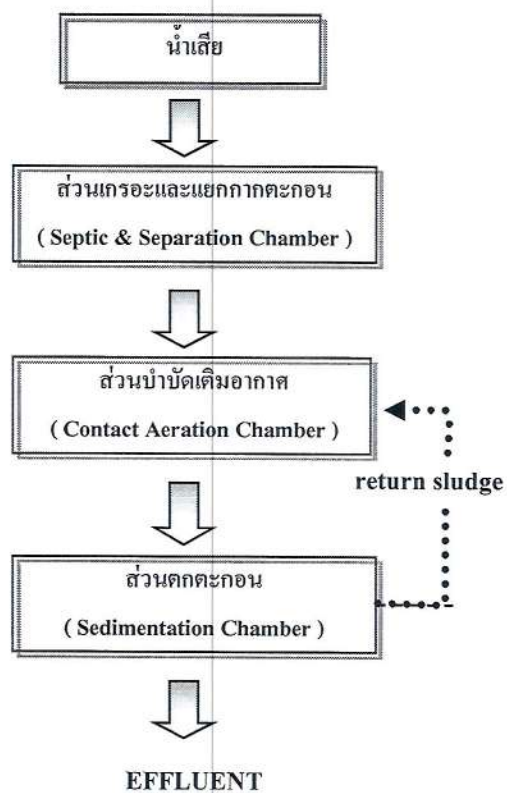 น้ำเสีย
ส่วนเกรอะและแยกกากตะกอน
( Septic & Separation Chamber )
ส่วนบำบัดเติมอากาศ
( Contact Aeration Chamber )
return sludge
ส่วนตกตะกอน
( Sedimentation Chamber )
EFFLUENT